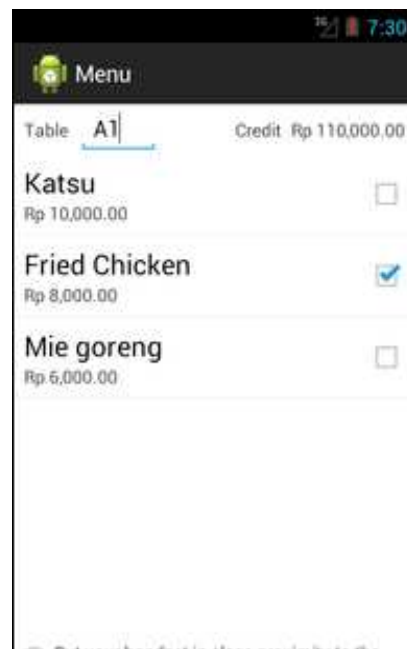 7:30
Menu
Table A1 Credit Rp 110,000.00
Katsu
Rp 10,000.00
Fried Chicken
Rp 8,000.00
Mie goreng
Rp 6,000.00